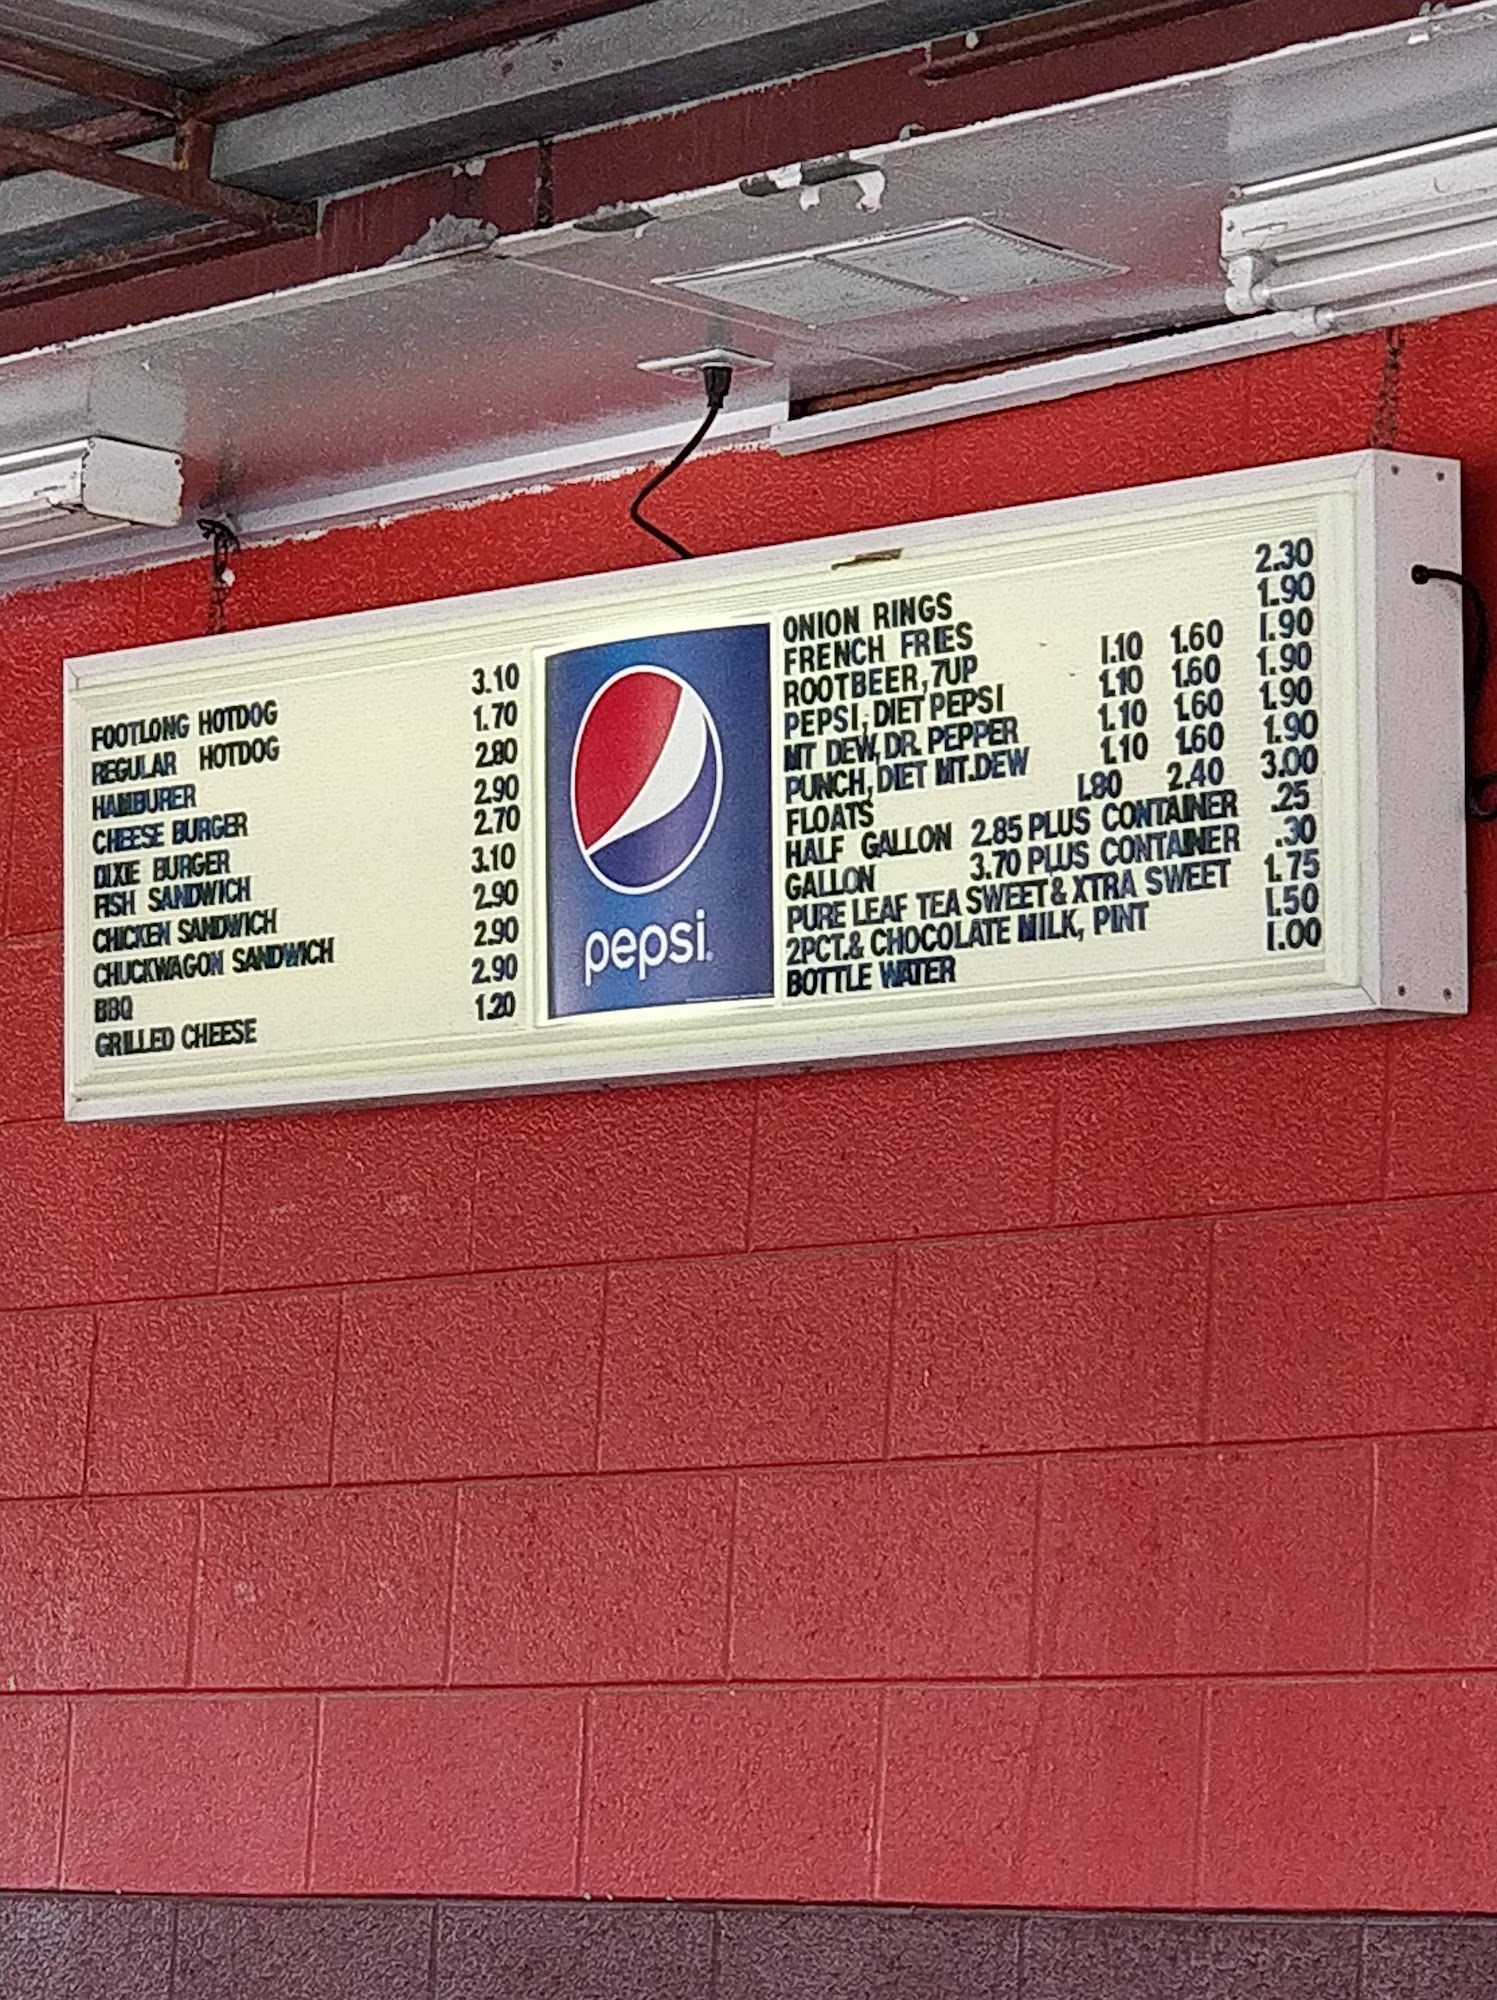 FOOTLONG HOTDOG 3.10
REGULAR HOTDOG 1.70
HAMBURER 2.80
CHEESE BURGER 2.90
DIXIE BURGER 2.70
FISH SANDWICH 3.10
CHICKEN SANDWICH 2.90
CHUCKWAGON SANDWICH 2.90
BBQ 2.90
GRILLED CHEESE 1.20
pepsi
ONION RINGS 2.30
FRENCH FRIES 1.90
ROOTBEER, 7UP 1.10 1.60 1.90
PEPSI, DIET PEPSI 1.10 1.60 1.90
MT DEW, DR. PEPPER 1.10 1.60 1.90
PUNCH, DIET MT.DEW 1.10 1.60 1.90
FLOATS 1.80 2.40 3.00
HALF GALLON 2.85 PLUS CONTAINER .25
GALLON 3.70 PLUS CONTAINER .30
PURE LEAF TEA SWEET & XTRA SWEET 1.75
2PCT.& CHOCOLATE MILK, PINT 1.50
BOTTLE WATER 1.00